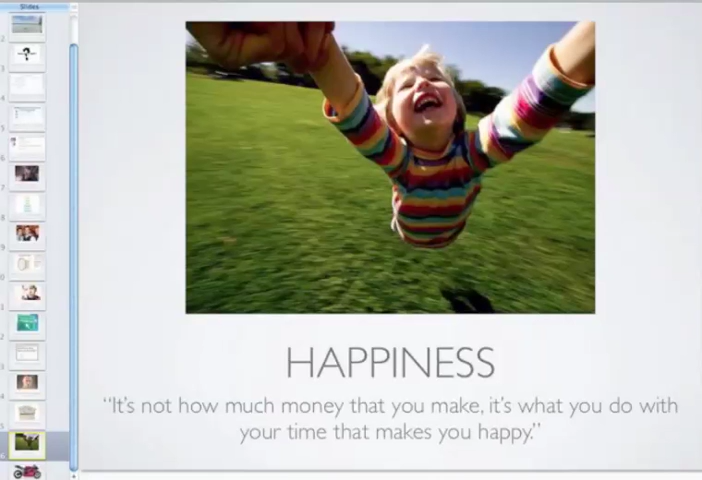 Slides
HAPPINESS
“It’s not how much money that you make, it’s what you do with
your time that makes you happy.”